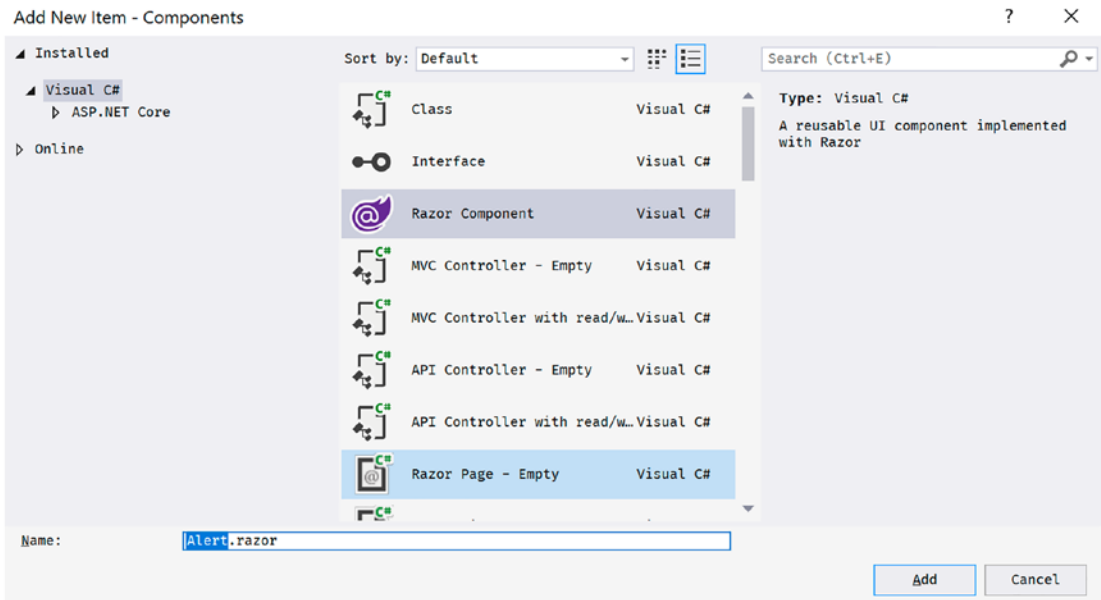 Add New Item - Components
? ×
Installed
Visual C#
ASP.NET Core
Online
Sort by: Default
Class Visual C#
Interface Visual C#
Razor Component Visual C#
MVC Controller - Empty Visual C#
MVC Controller with read/w… Visual C#
API Controller - Empty Visual C#
API Controller with read/w… Visual C#
Razor Page - Empty Visual C#
C#
Search (Ctrl+E)
Type: Visual C#
A reusable UI component implemented
with Razor
Name: Alert.razor
Add Cancel